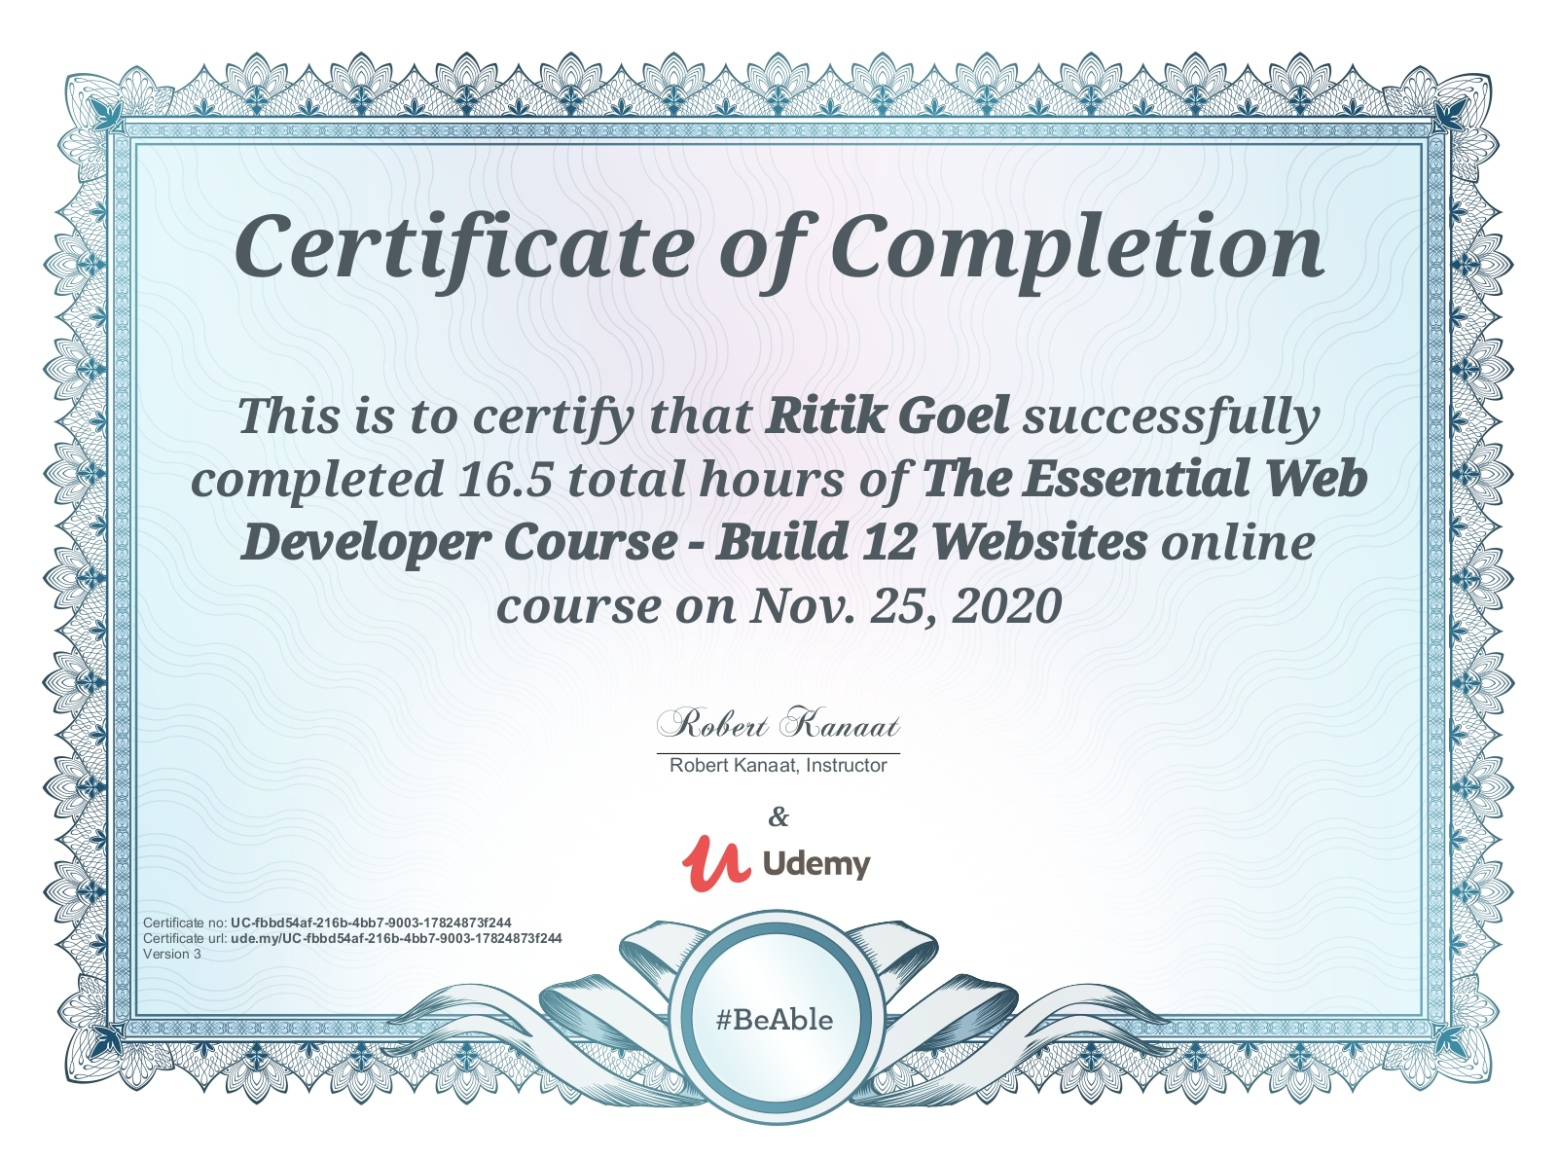 Certificate of Completion
This is to certify that Ritik Goel successfully
completed 16.5 total hours of The Essential Web
Developer Course - Build 12 Websites online
course on Nov. 25, 2020
Robert Kanaat
Robert Kanaat, Instructor
&
Udemy
Certificate no: UC-fbbd54af-216b-4bb7-9003-17824873f244
Certificate url: ude.my/UC-fbbd54af-216b-4bb7-9003-17824873f244
Version 3
#BeAble